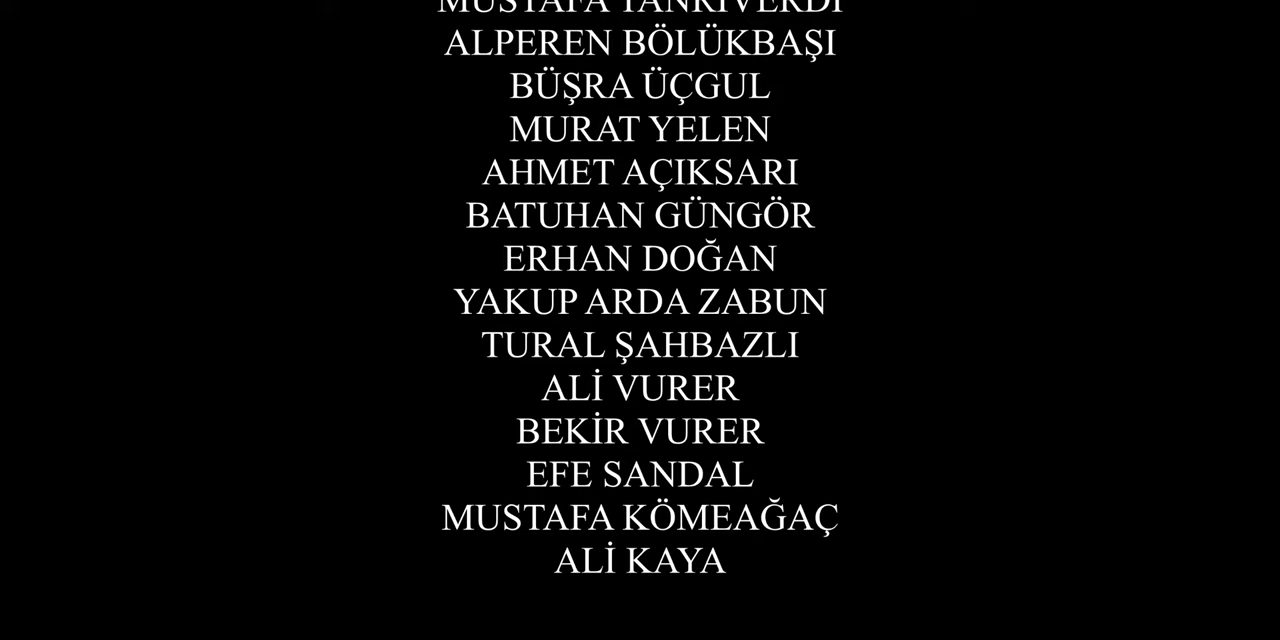 MUSTAFA TANRIVERDİ
ALPEREN BÖLÜKBAŞI
BÜŞRA ÜÇGUL
MURAT YELEN
AHMET AÇIKSARI
BATUHAN GÜNGÖR
ERHAN DOĞAN
YAKUP ARDA ZABUN
TURAL ŞAHBAZLI
ALİ VURER
BEKİR VURER
EFE SANDAL
MUSTAFA KÖMEAĞAÇ
ALİ KAYA